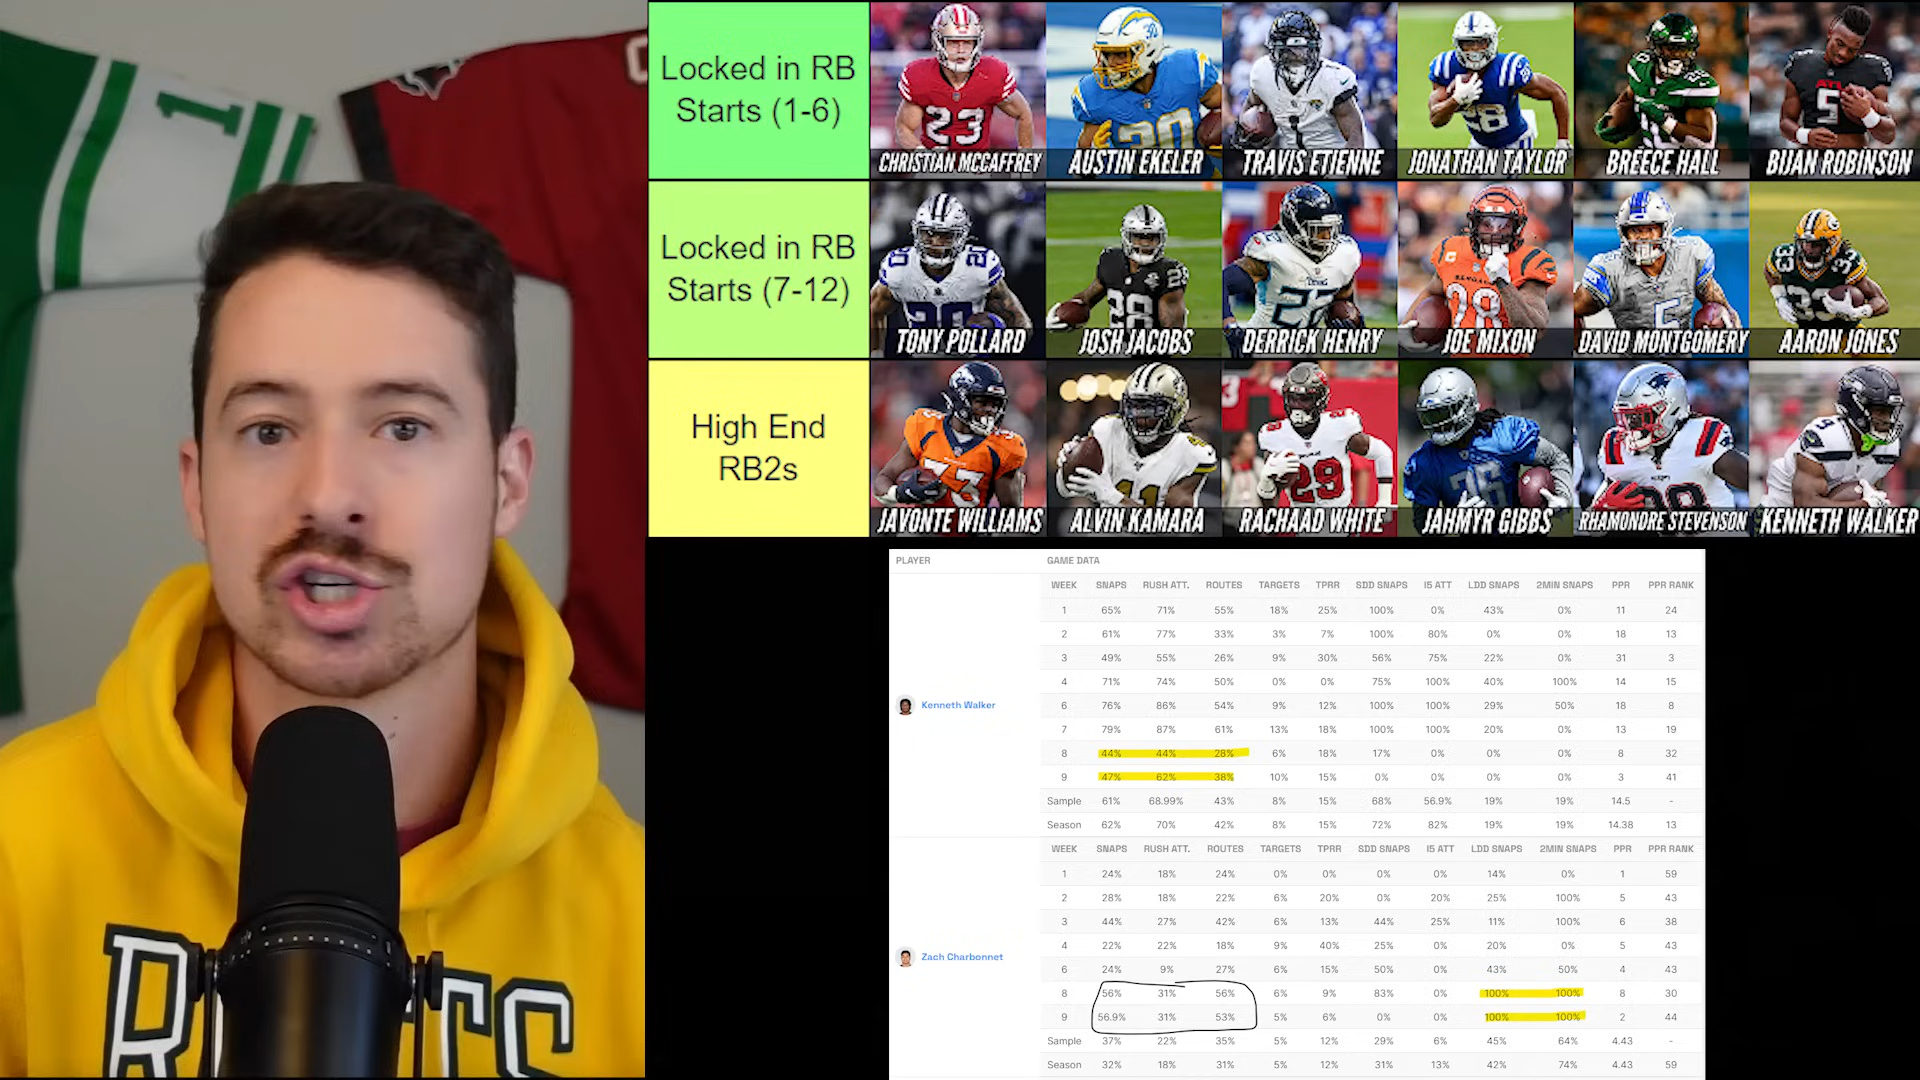 Locked in RB
Starts (1-6)
CHRISTIAN MCCAFFREY
AUSTIN EKELER
TRAVIS ETIENNE
JONATHAN TAYLOR
BREECE HALL
BIJAN ROBINSON
Locked in RB
Starts (7-12)
TONY POLLARD
JOSH JACOBS
DERRICK HENRY
JOE MIXON
DAVID MONTGOMERY
AARON JONES
High End
RB2s
JAVONTE WILLIAMS
ALVIN KAMARA
RACHAAD WHITE
JAHMYR GIBBS
RHAMONDRE STEVENSON
KENNETH WALKER
PLAYER GAME DATA
WEEK SNAPS RUSH ATT. ROUTES TARGETS TPRR SDD SNAPS I5 ATT LDD SNAPS 2MIN SNAPS PPR PPR RANK
1 65% 71% 55% 18% 25% 100% 0% 43% 0% 11 24
2 61% 77% 33% 3% 7% 100% 80% 0% 0% 18 13
3 49% 55% 26% 9% 30% 56% 75% 22% 0% 31 3
4 71% 74% 50% 0% 0% 75% 100% 40% 100% 14 15
Kenneth Walker
6 76% 86% 54% 9% 12% 100% 100% 29% 50% 18 8
7 79% 87% 61% 13% 18% 100% 100% 20% 0% 13 19
8 44% 44% 28% 6% 18% 17% 0% 0% 0% 8 32
9 47% 62% 38% 10% 15% 0% 0% 0% 0% 3 41
Sample 61% 68.99% 43% 8% 15% 68% 56.9% 19% 19% 14.5 -
Season 62% 70% 42% 8% 15% 72% 82% 19% 19% 14.38 13
WEEK SNAPS RUSH ATT. ROUTES TARGETS TPRR SDD SNAPS I5 ATT LDD SNAPS 2MIN SNAPS PPR PPR RANK
1 24% 18% 24% 0% 0% 0% 0% 14% 0% 1 59
2 28% 18% 22% 6% 20% 0% 20% 25% 100% 5 43
3 44% 27% 42% 6% 13% 44% 25% 11% 100% 6 38
4 22% 22% 18% 9% 40% 25% 0% 20% 0% 5 43
Zach Charbonnet
6 24% 9% 27% 6% 15% 50% 0% 43% 50% 4 43
8 56% 31% 56% 6% 9% 83% 0% 100% 100% 8 30
9 56.9% 31% 53% 5% 6% 0% 0% 100% 100% 2 44
Sample 37% 22% 35% 5% 12% 29% 6% 45% 64% 4.43 -
Season 32% 18% 31% 5% 12% 31% 13% 42% 74% 4.43 59